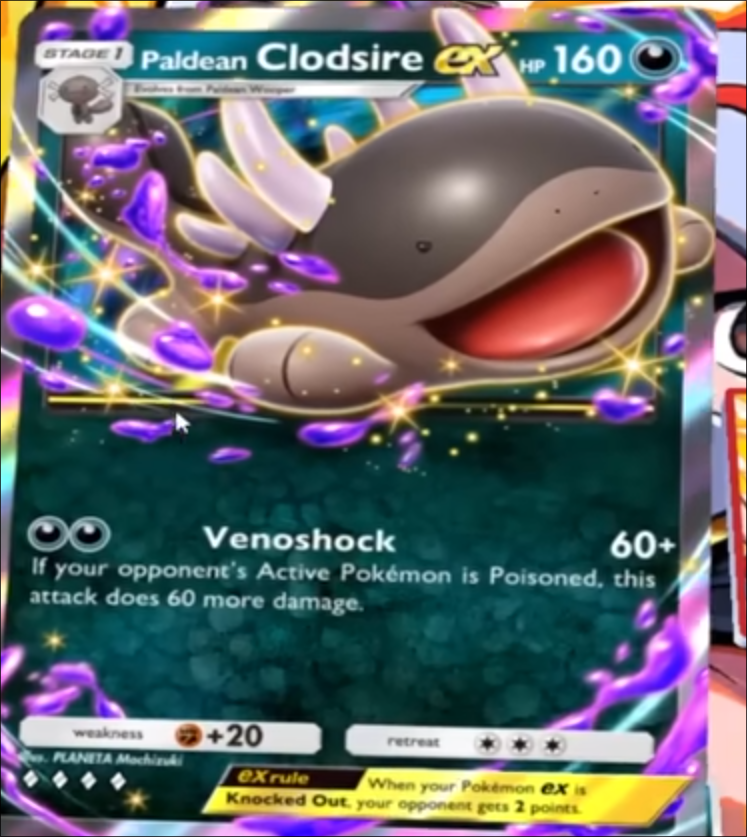 STAGE 1 Paldean Clodsire ex HP 160
Evolves from Paldean Wooper
Venoshock 60+
If your opponent's Active Pokémon is Poisoned, this
attack does 60 more damage.
weakness +20 retreat
Illus. PLANETA Mochizuki
ex rule When your Pokémon ex is
Knocked Out, your opponent gets 2 points.